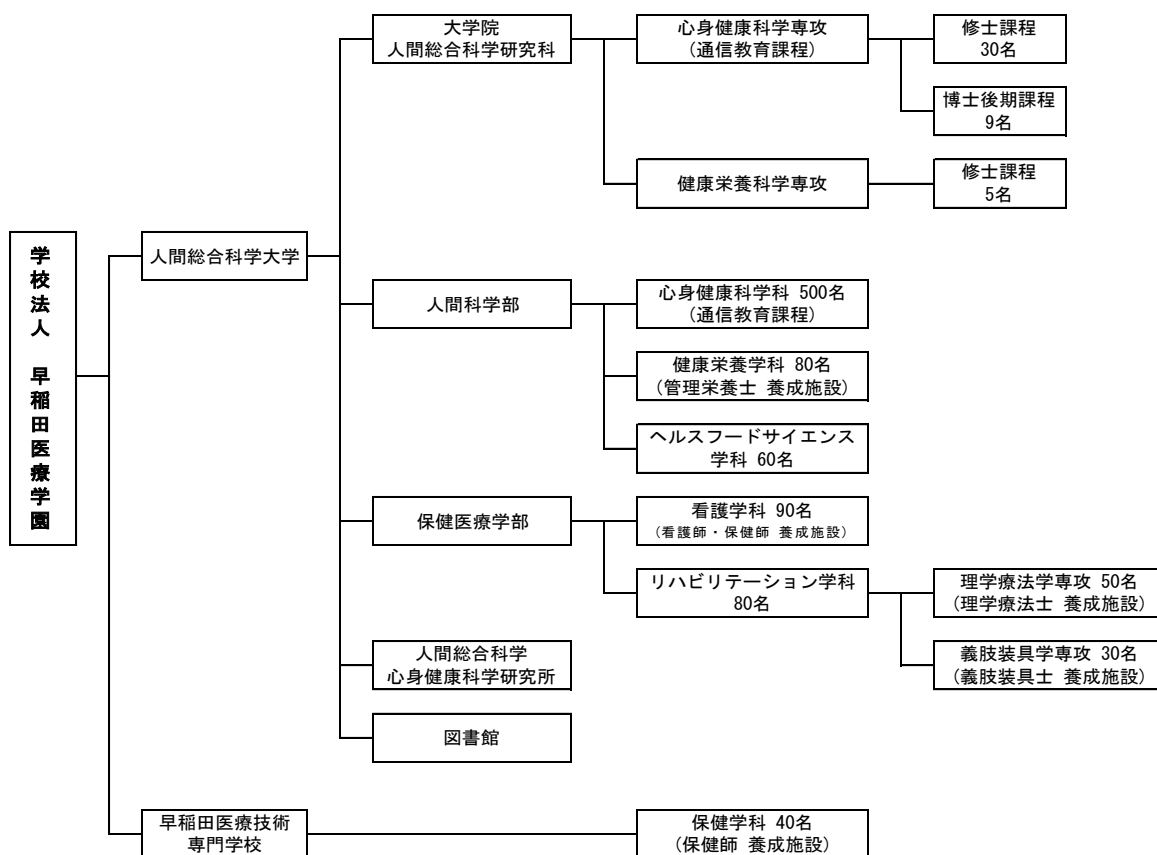 学校法人 早稲田医療学園
人間総合科学大学
大学院
人間総合科学研究科
心身健康科学専攻
(通信教育課程)
修士課程
30名
博士後期課程
9名
健康栄養科学専攻
修士課程
5名
人間科学部
心身健康科学科 500名
(通信教育課程)
健康栄養学科 80名
(管理栄養士 養成施設)
ヘルスフードサイエンス
学科 60名
保健医療学部
看護学科 90名
(看護師・保健師 養成施設)
リハビリテーション学科
80名
理学療法学専攻 50名
(理学療法士 養成施設)
義肢装具学専攻 30名
(義肢装具士 養成施設)
人間総合科学
心身健康科学研究所
図書館
早稲田医療技術
専門学校
保健学科 40名
(保健師 養成施設)